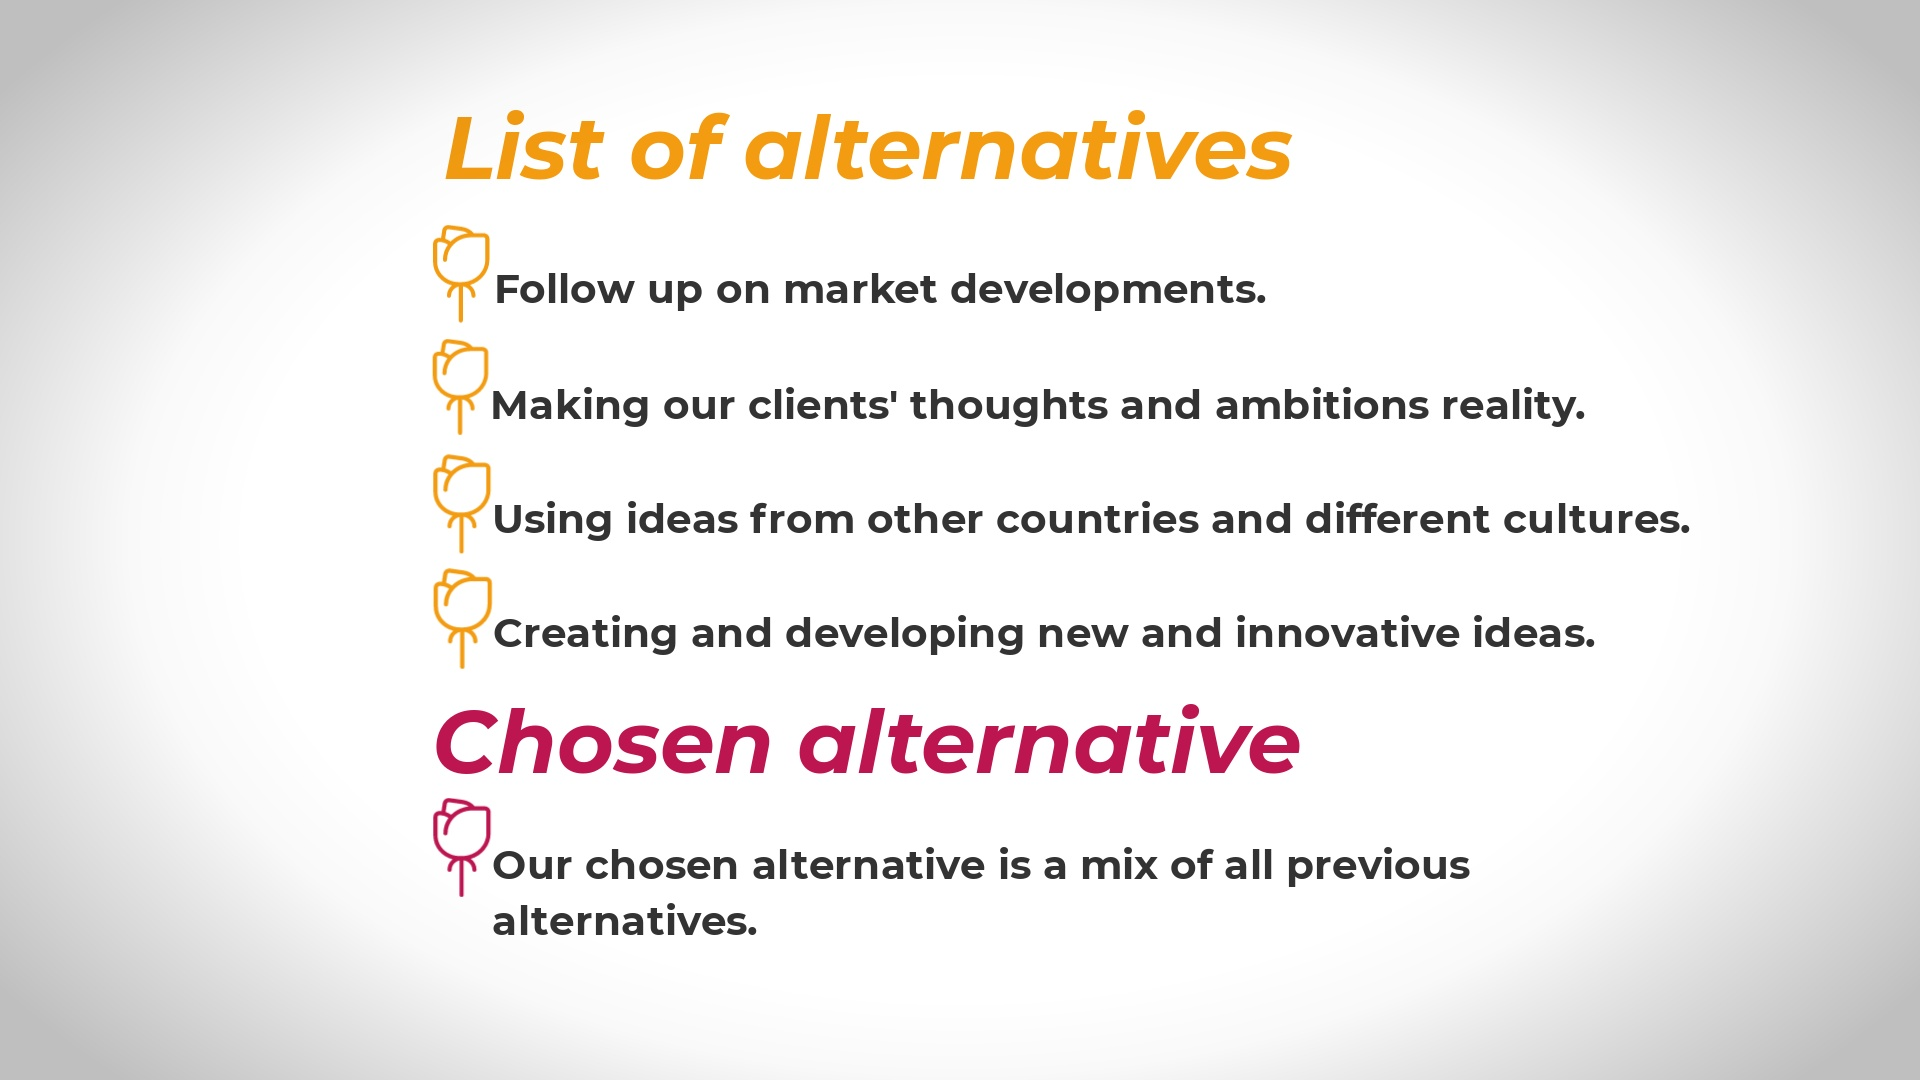 List of alternatives
Follow up on market developments.
Making our clients' thoughts and ambitions reality.
Using ideas from other countries and different cultures.
Creating and developing new and innovative ideas.
Chosen alternative
Our chosen alternative is a mix of all previous
alternatives.